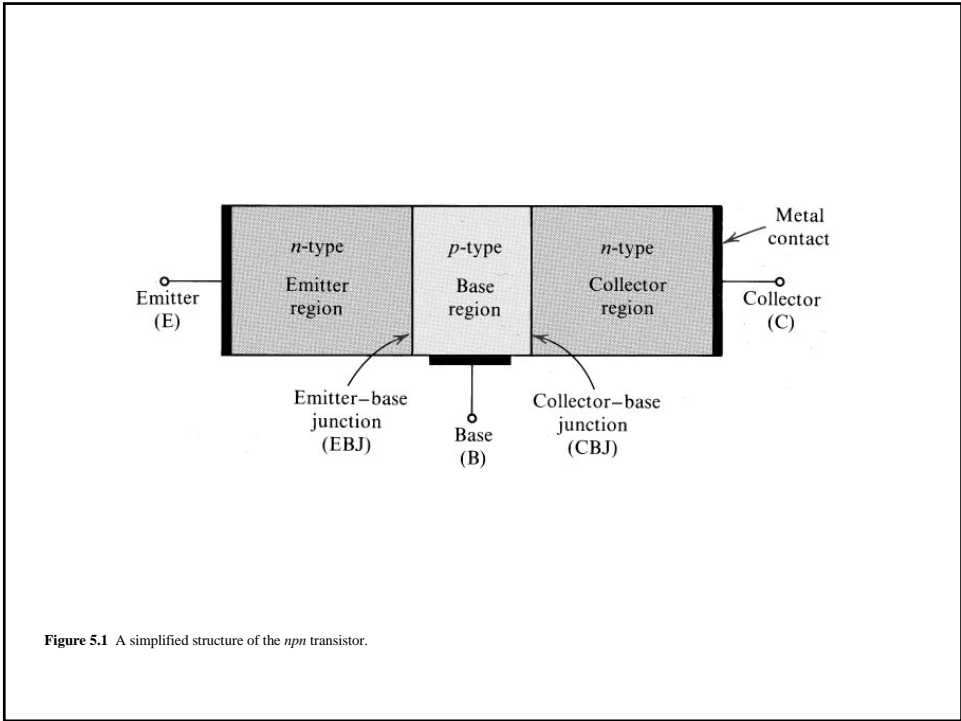 n-type
Emitter
region
p-type
Base
region
n-type
Collector
region
Metal
contact
Emitter
(E)
Collector
(C)
Emitter–base
junction
(EBJ)
Base
(B)
Collector–base
junction
(CBJ)
Figure 5.1 A simplified structure of the npn transistor.